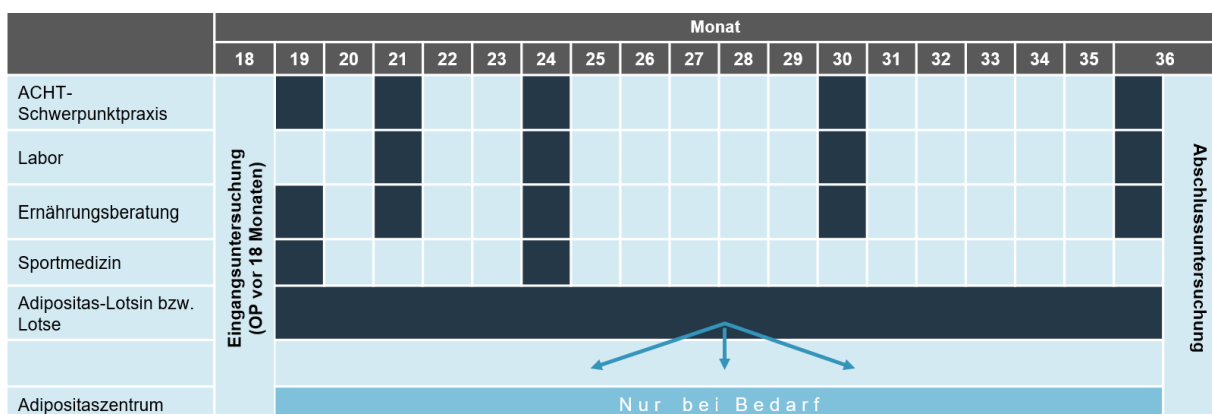 Monat
18 19 20 21 22 23 24 25 26 27 28 29 30 31 32 33 34 35 36
ACHT-
Schwerpunktpraxis
Labor
Ernährungsberatung
Sportmedizin
Adipositas-Lotsin bzw.
Lotse
Adipositaszentrum
Eingangsuntersuchung
(OP vor 18 Monaten)
Nur bei Bedarf
Abschlussuntersuchung